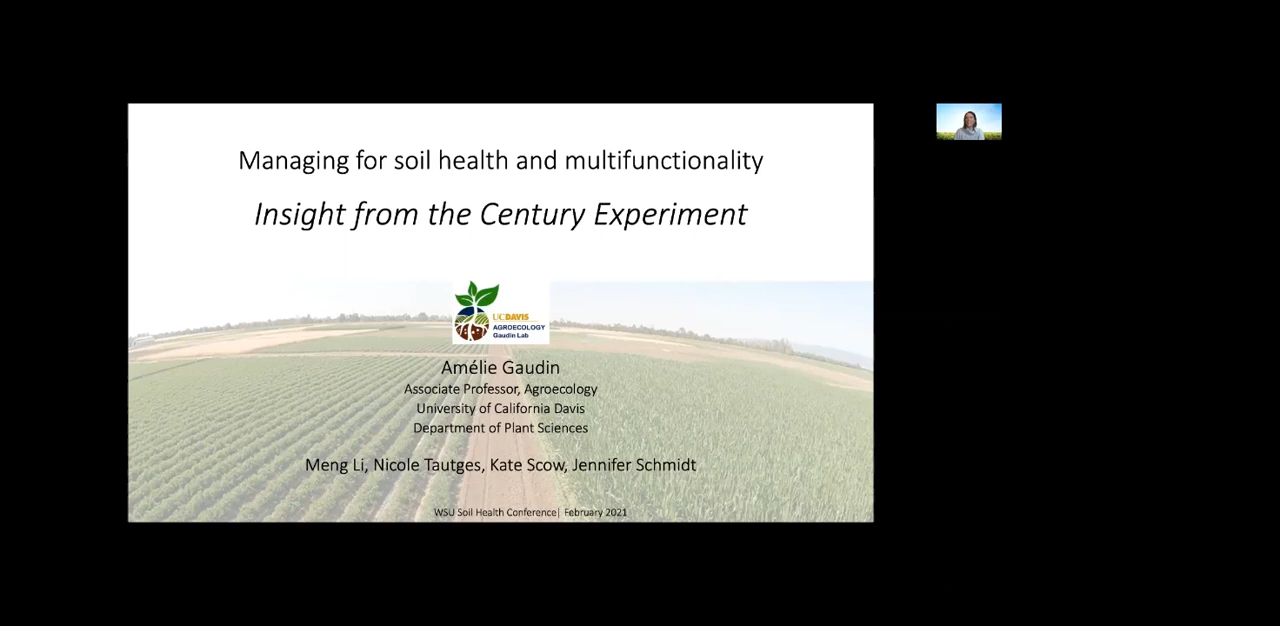 Managing for soil health and multifunctionality
Insight from the Century Experiment
UCDAVIS
AGROECOLOGY
Gaudin Lab
Amélie Gaudin
Associate Professor, Agroecology
University of California Davis
Department of Plant Sciences
Meng Li, Nicole Tautges, Kate Scow, Jennifer Schmidt
WSU Soil Health Conference| February 2021